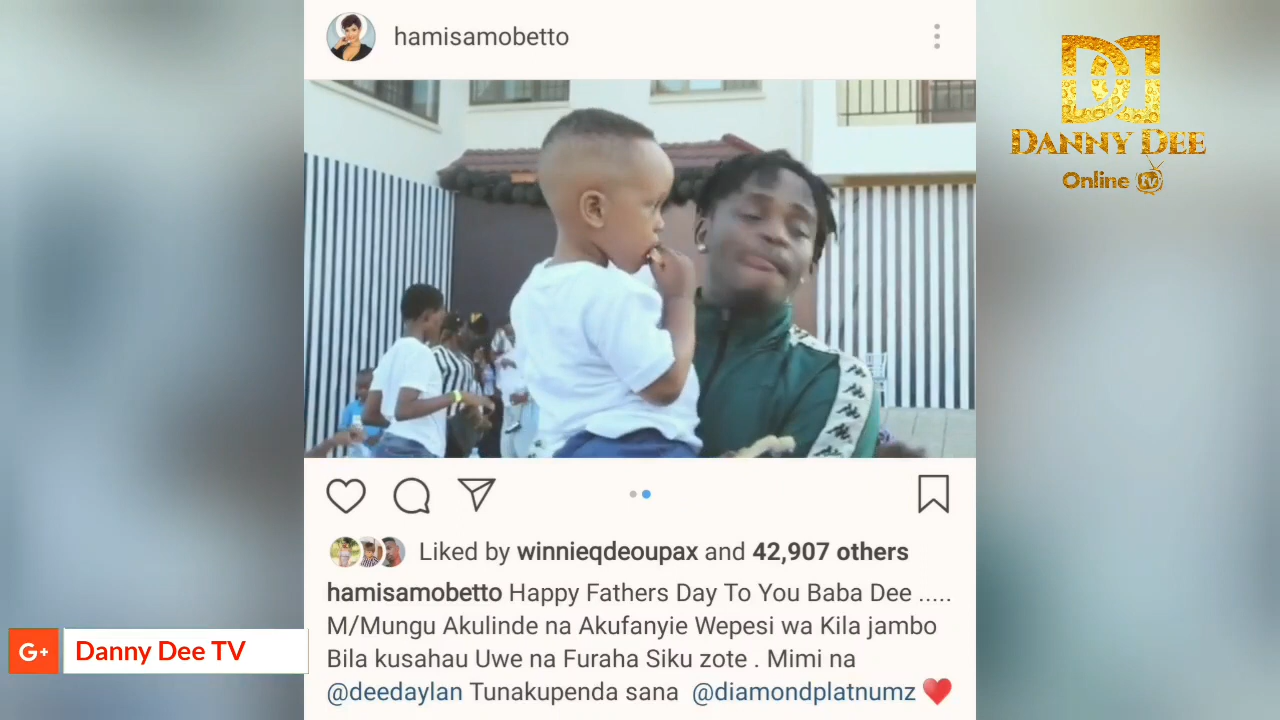 hamisamobetto
DANNY DEE
Online tv
Liked by winnieqdeoupax and 42,907 others
hamisamobetto Happy Fathers Day To You Baba Dee .....
M/Mungu Akulinde na Akufanyie Wepesi wa Kila jambo
Bila kusahau Uwe na Furaha Siku zote . Mimi na
@deedaylan Tunakupenda sana @diamondplatnumz ❤️
G+ Danny Dee TV